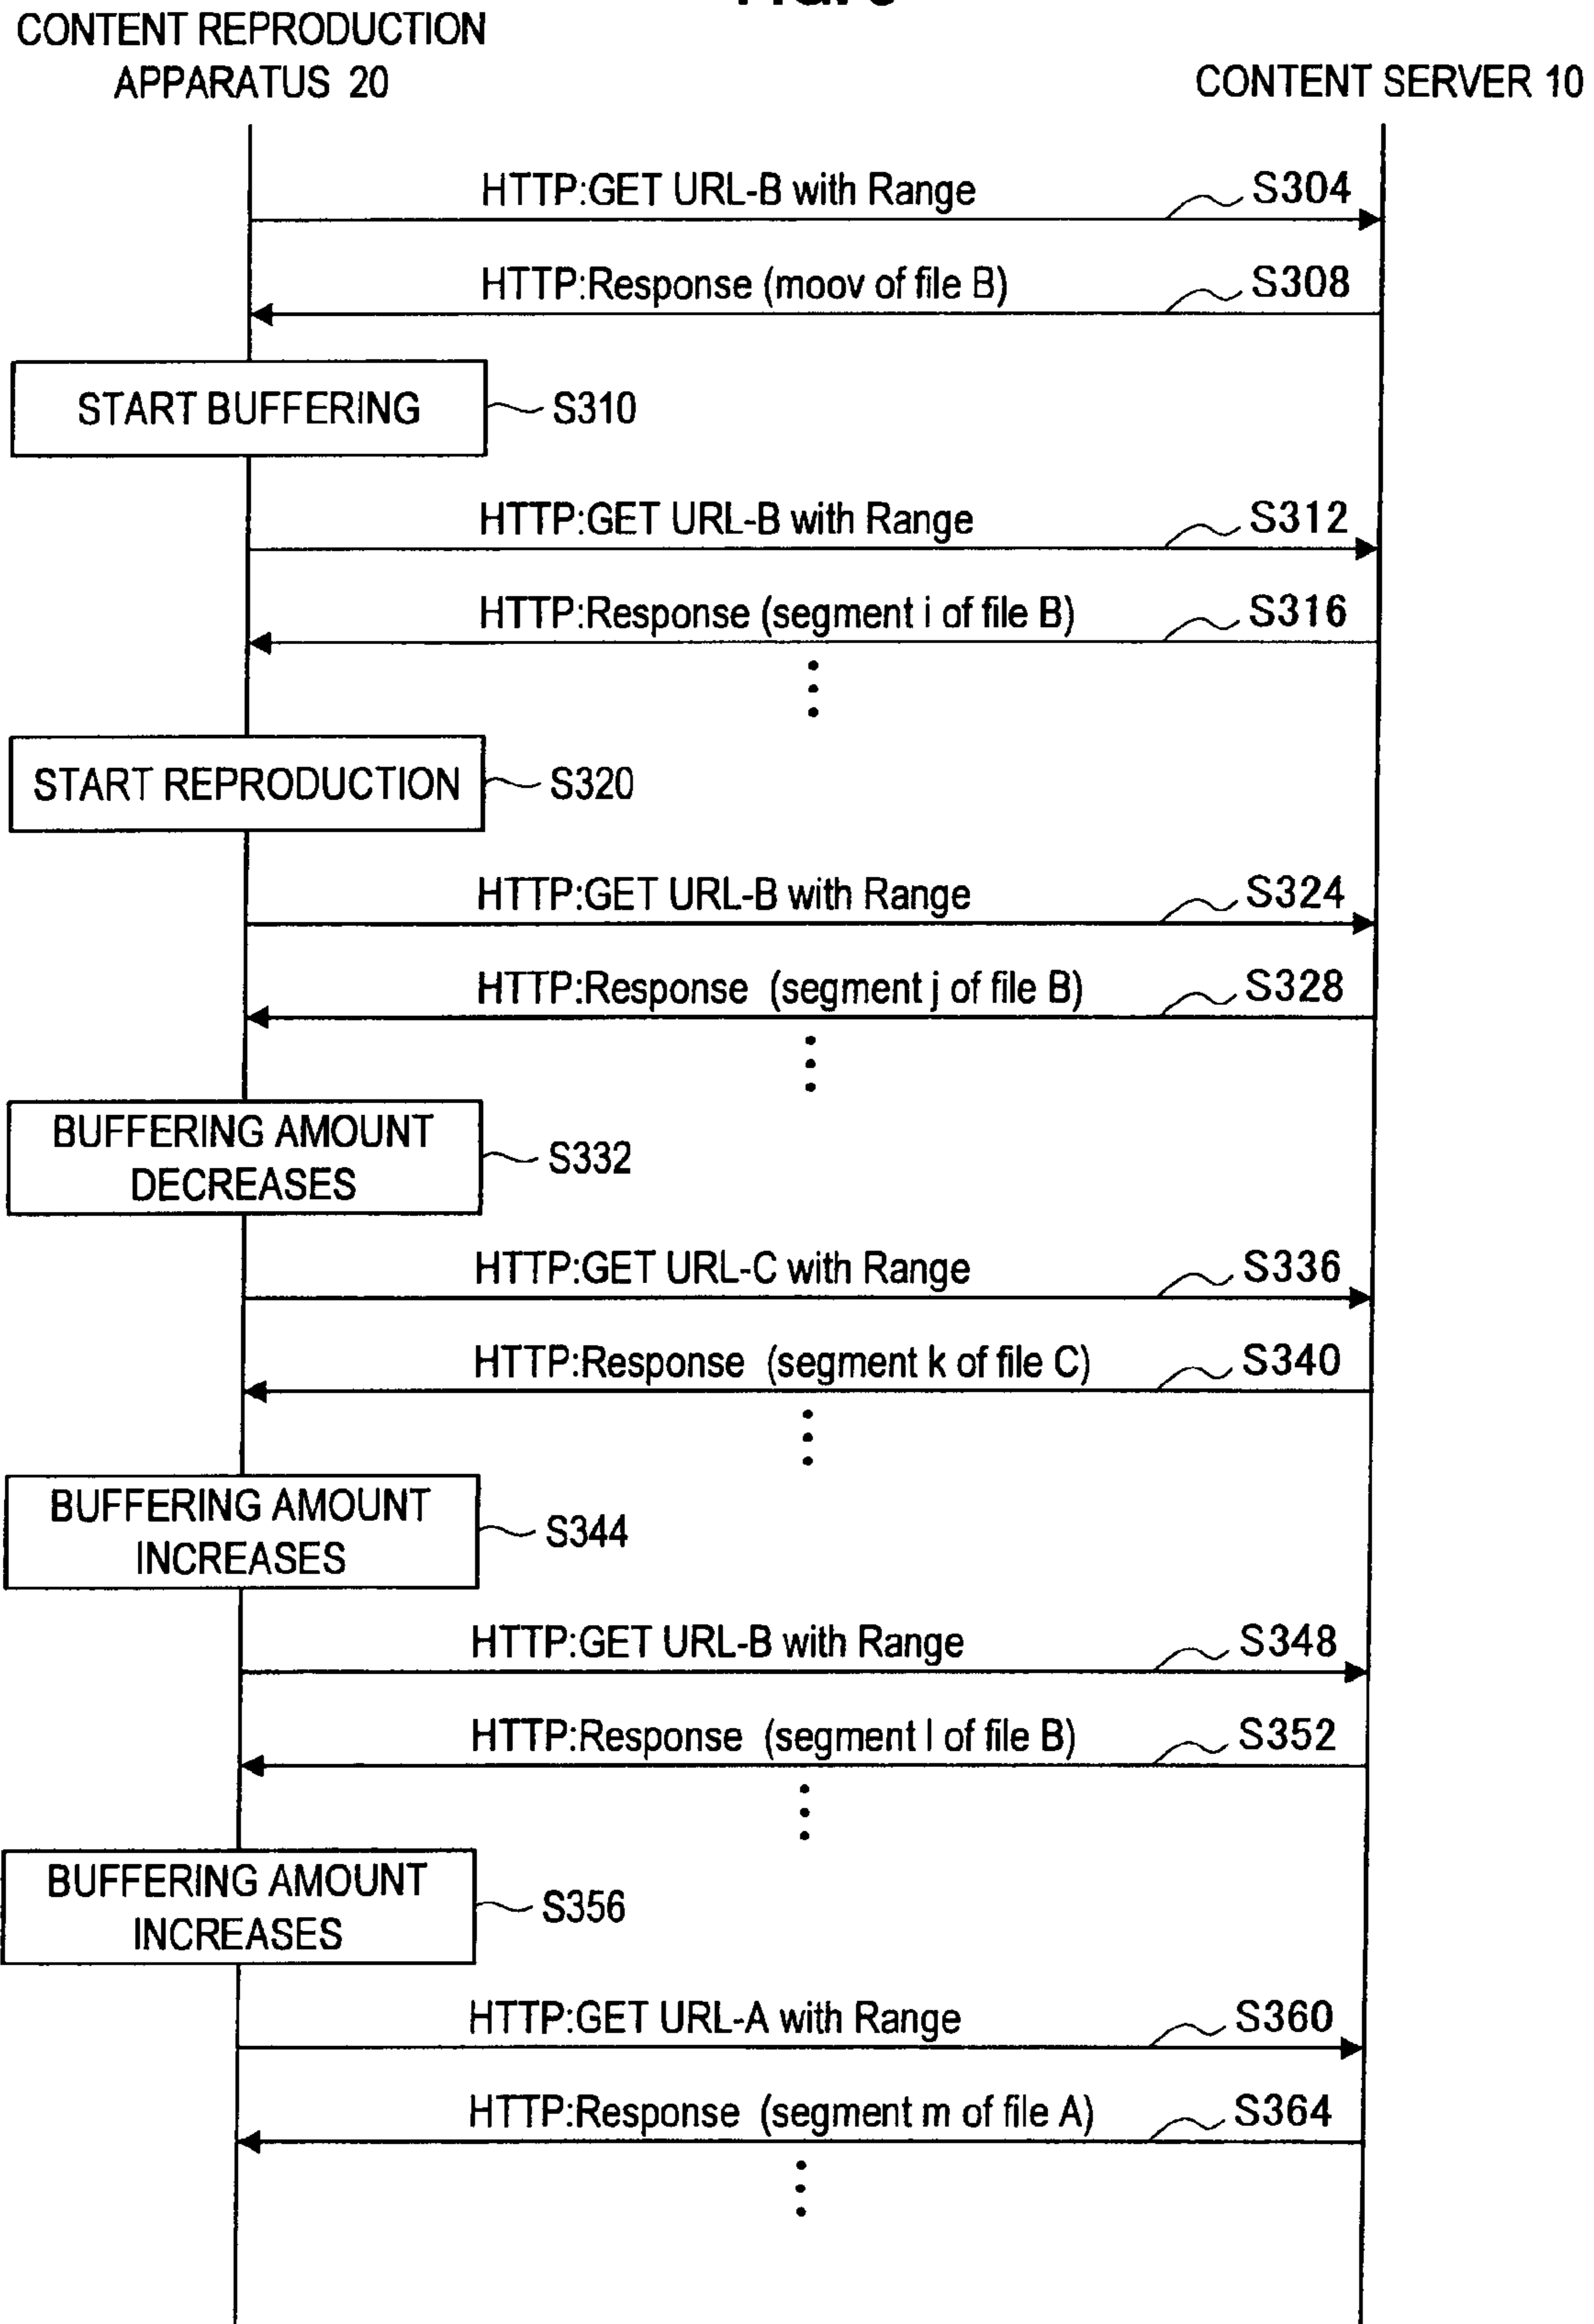 CONTENT REPRODUCTION
APPARATUS 20
CONTENT SERVER 10
HTTP:GET URL-B with Range
S304
HTTP:Response (moov of file B)
S308
START BUFFERING
S310
HTTP:GET URL-B with Range
S312
HTTP:Response (segment i of file B)
S316
START REPRODUCTION
S320
HTTP:GET URL-B with Range
S324
HTTP:Response (segment j of file B)
S328
BUFFERING AMOUNT
DECREASES
S332
HTTP:GET URL-C with Range
S336
HTTP:Response (segment k of file C)
S340
BUFFERING AMOUNT
INCREASES
S344
HTTP:GET URL-B with Range
S348
HTTP:Response (segment l of file B)
S352
BUFFERING AMOUNT
INCREASES
S356
HTTP:GET URL-A with Range
S360
HTTP:Response (segment m of file A)
S364